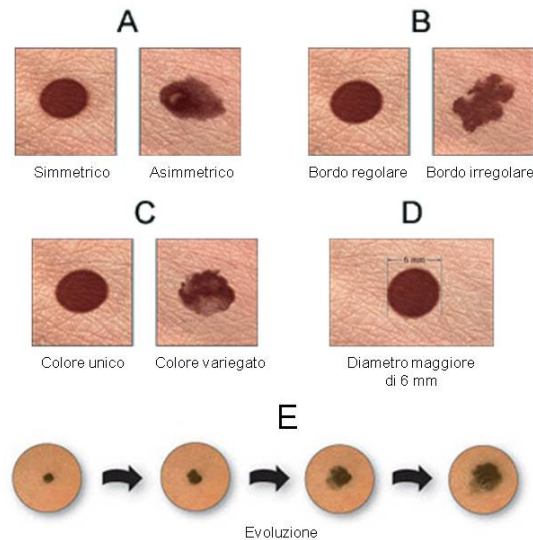 A
B
Simmetrico
Asimmetrico
Bordo regolare
Bordo irregolare
C
D
6 mm
Colore unico
Colore variegato
Diametro maggiore
di 6 mm
E
Evoluzione